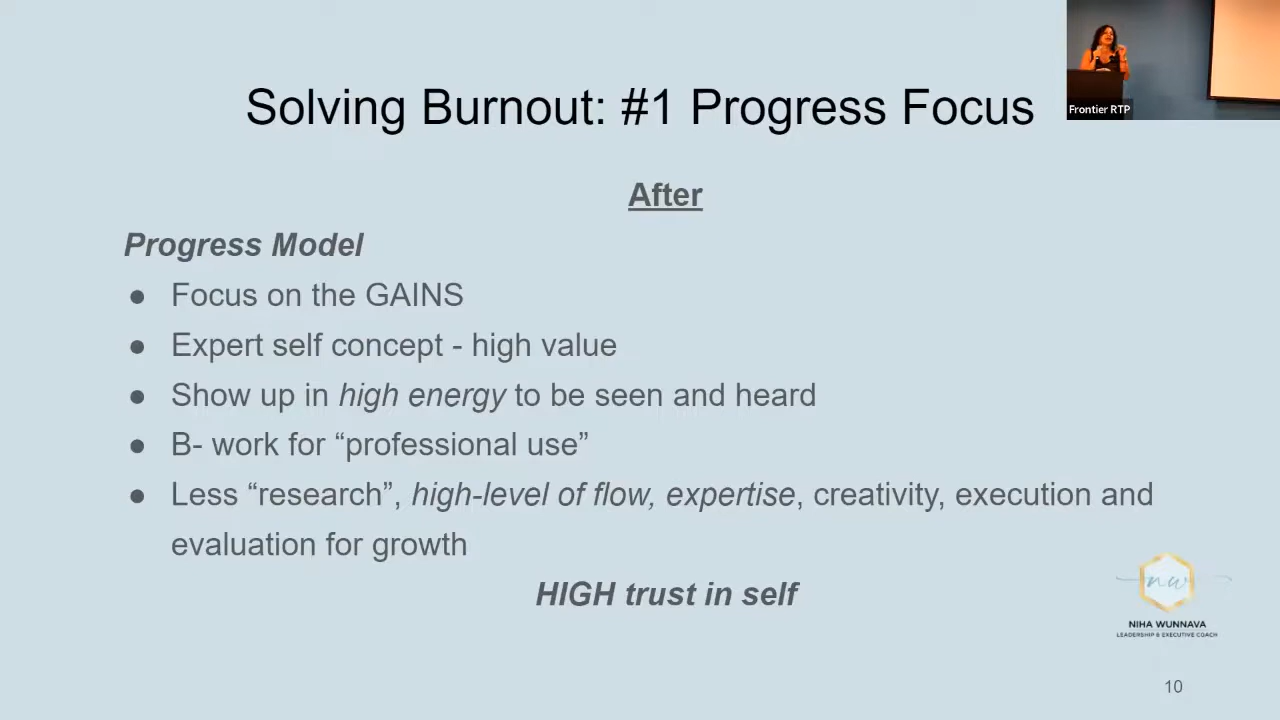 Frontier RTP
Solving Burnout: #1 Progress Focus
After
Progress Model
● Focus on the GAINS
● Expert self concept - high value
● Show up in high energy to be seen and heard
● B- work for “professional use”
● Less “research”, high-level of flow, expertise, creativity, execution and
evaluation for growth
HIGH trust in self
nw
NIHA WUNNAVA
LEADERSHIP & EXECUTIVE COACH
10